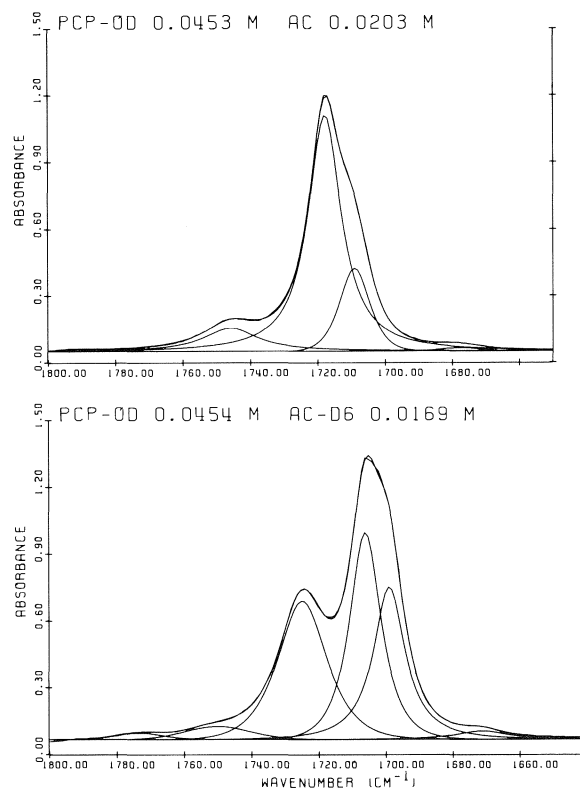 PCP-OD 0.0453 M AC 0.0203 M
1.50
1.20
0.90
0.60
0.30
0.00
ABSORBANCE
1800.00 1780.00 1760.00 1740.00 1720.00 1700.00 1680.00
PCP-OD 0.0454 M AC-D6 0.0169 M
1.50
1.20
0.90
0.60
0.30
0.00
ABSORBANCE
1800.00 1780.00 1760.00 1740.00 1720.00 1700.00 1680.00 1660.00
WAVENUMBER (CM-1)